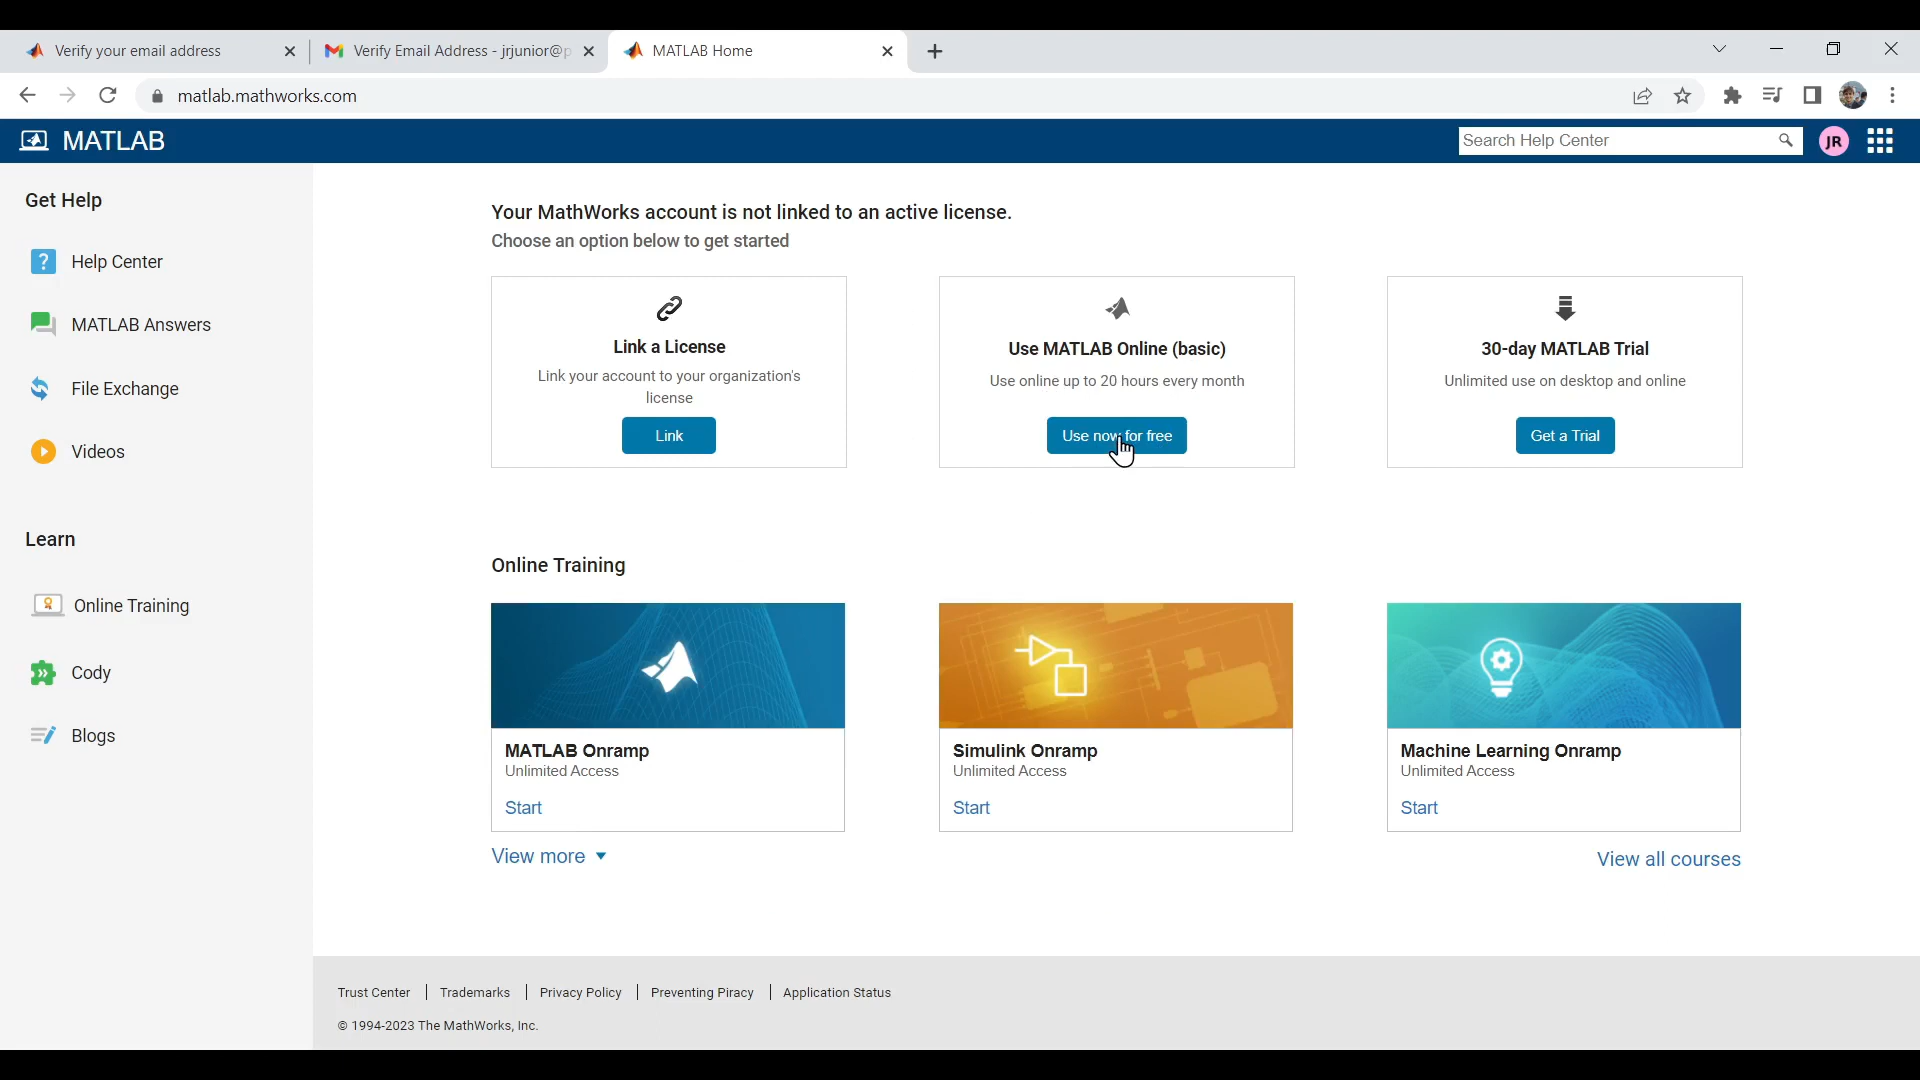 Verify your email address
Verify Email Address - jrjunior@p
MATLAB Home
matlab.mathworks.com
MATLAB
Search Help Center
JR
Get Help
Help Center
MATLAB Answers
File Exchange
Videos
Learn
Online Training
Cody
Blogs
Your MathWorks account is not linked to an active license.
Choose an option below to get started
Link a License
Link your account to your organization's
license
Link
Use MATLAB Online (basic)
Use online up to 20 hours every month
Use now for free
30-day MATLAB Trial
Unlimited use on desktop and online
Get a Trial
Online Training
MATLAB Onramp
Unlimited Access
Start
Simulink Onramp
Unlimited Access
Start
Machine Learning Onramp
Unlimited Access
Start
View more
View all courses
Trust Center | Trademarks | Privacy Policy | Preventing Piracy | Application Status
© 1994-2023 The MathWorks, Inc.